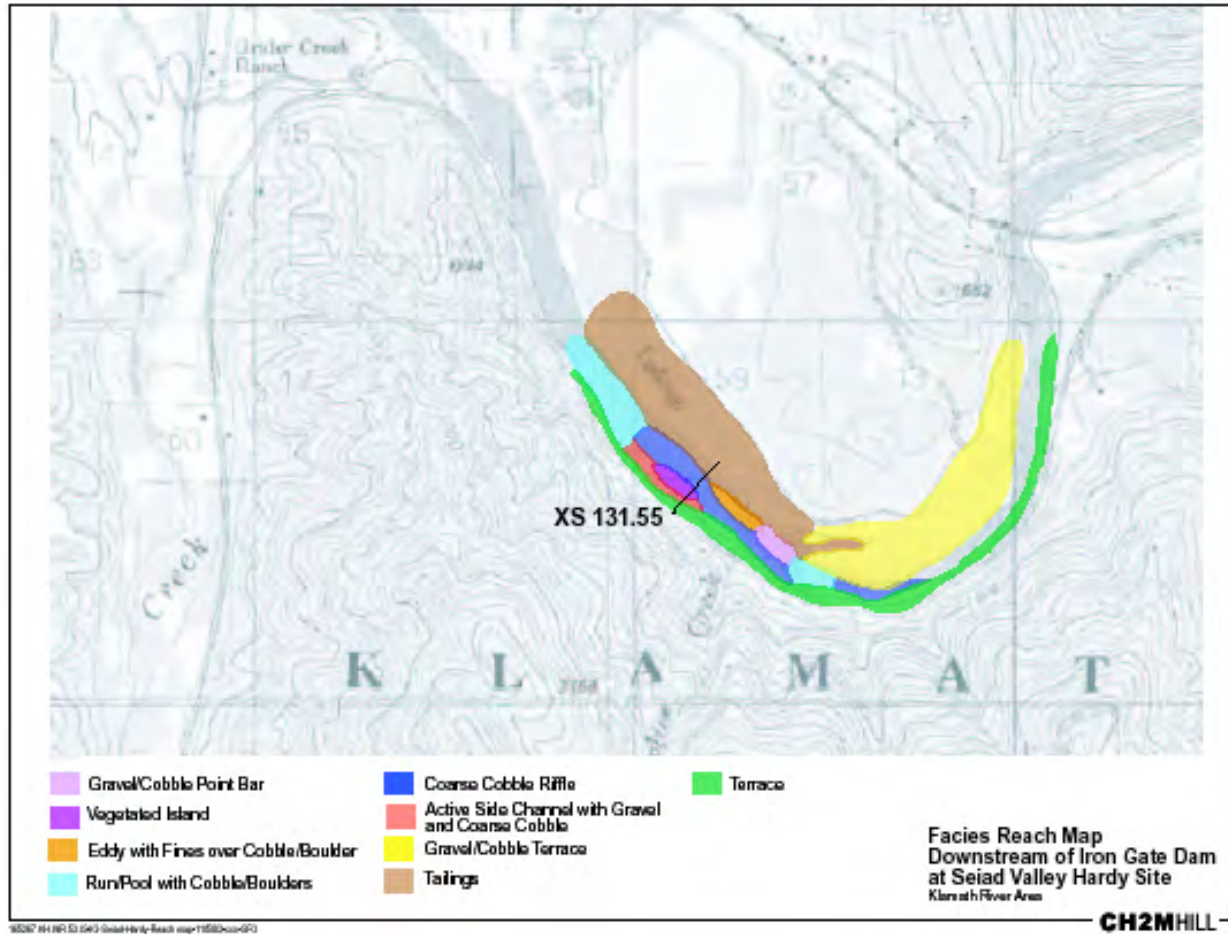 Ranch
Creek
XS 131.55
Creek
K L A M A T
Gravel/Cobble Point Bar
Vegetated Island
Eddy with Fines over Cobble/Boulder
Run/Pool with Cobble/Boulders
Coarse Cobble Riffle
Active Side Channel with Gravel
and Coarse Cobble
Gravel/Cobble Terrace
Tailings
Terrace
Facies Reach Map
Downstream of Iron Gate Dam
at Seiad Valley Hardy Site
Klamath River Area
CH2MHILL